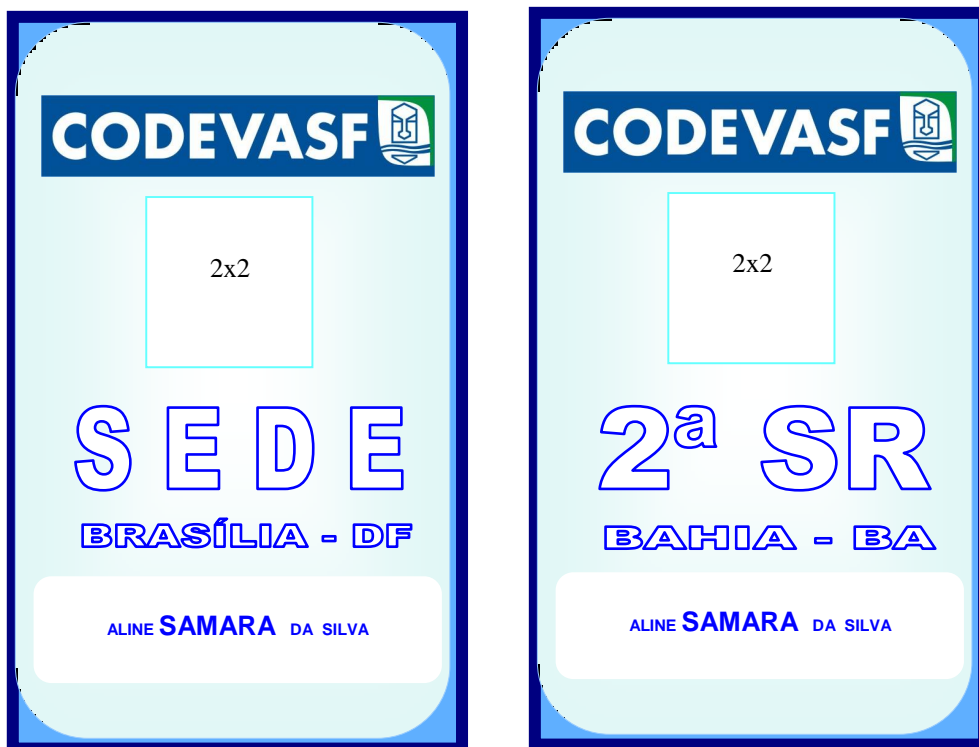 CODEVASF
2x2
SEDE
BRASÍLIA - DF
ALINE SAMARA DA SILVA
CODEVASF
2x2
2ª SR
BAHIA - BA
ALINE SAMARA DA SILVA